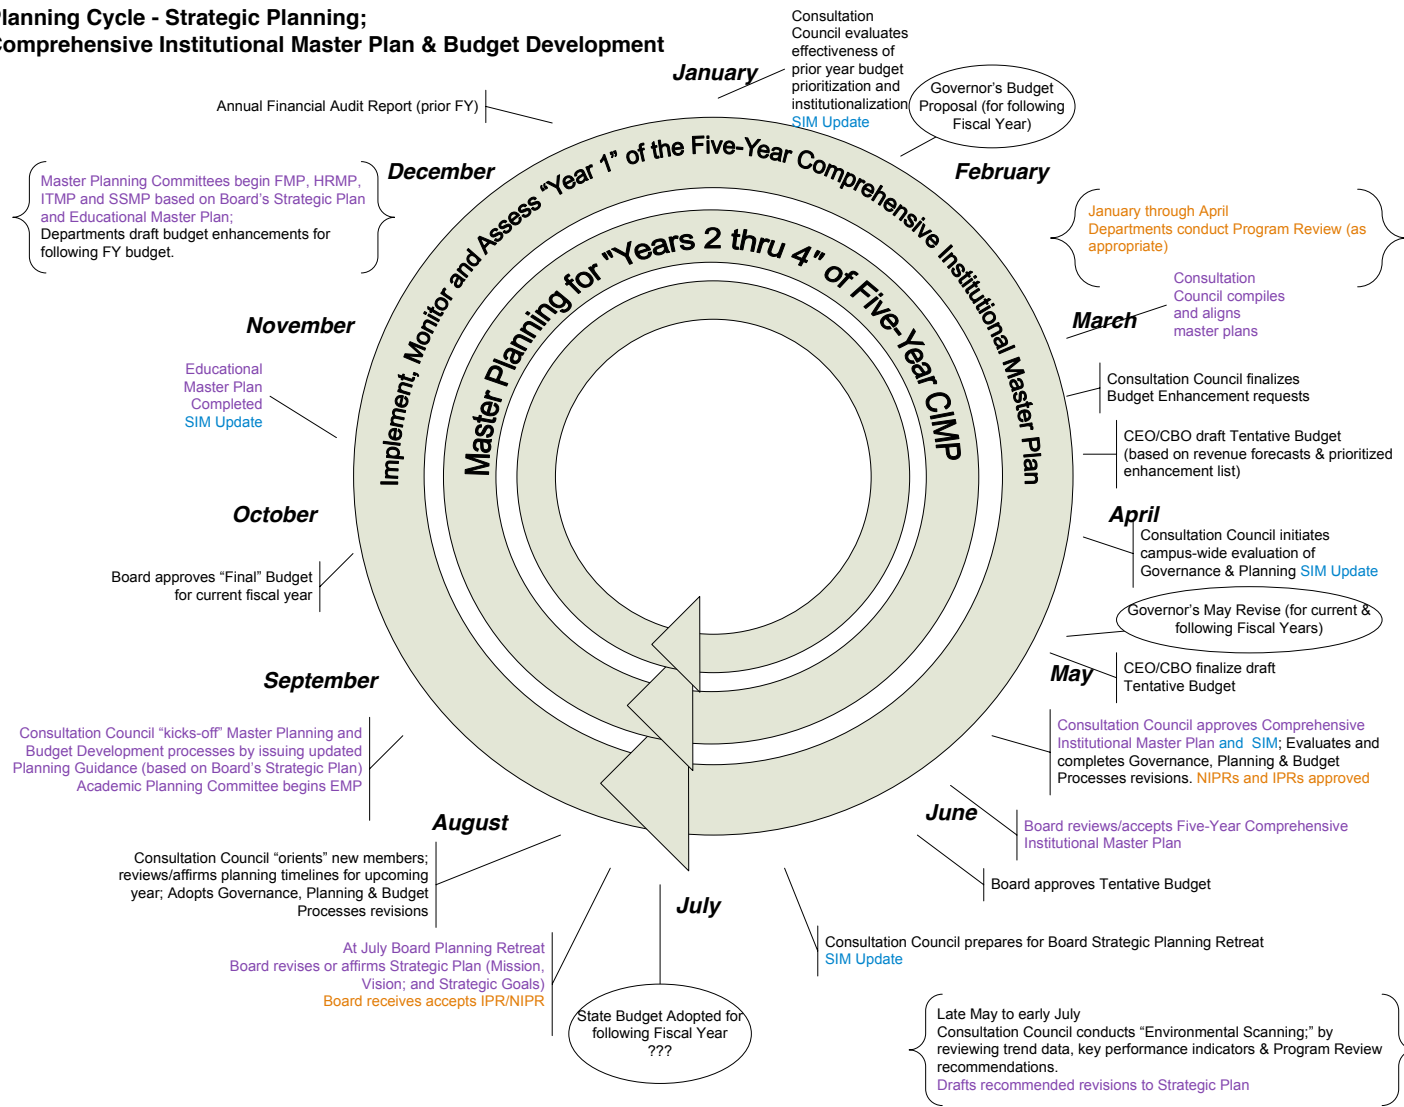 Planning Cycle - Strategic Planning;
Comprehensive Institutional Master Plan & Budget Development
January
Consultation
Council evaluates
effectiveness of
prior year budget
prioritization and
institutionalization
SIM Update
Governor's Budget
Proposal (for following
Fiscal Year)
February
January through April
Departments conduct Program Review (as
appropriate)
Consultation
Council compiles
and aligns
master plans
March
Consultation Council finalizes
Budget Enhancement requests
CEO/CBO draft Tentative Budget
(based on revenue forecasts & prioritized
enhancement list)
April
Consultation Council initiates
campus-wide evaluation of
Governance & Planning SIM Update
Governor's May Revise (for current &
following Fiscal Years)
CEO/CBO finalize draft
Tentative Budget
May
Consultation Council approves Comprehensive
Institutional Master Plan and SIM; Evaluates and
completes Governance, Planning & Budget
Processes revisions. NIPRs and IPRs approved
June
Board reviews/accepts Five-Year Comprehensive
Institutional Master Plan
Board approves Tentative Budget
Consultation Council prepares for Board Strategic Planning Retreat
SIM Update
Late May to early July
Consultation Council conducts "Environmental Scanning;" by
reviewing trend data, key performance indicators & Program Review
recommendations.
Drafts recommended revisions to Strategic Plan
July
State Budget Adopted for
following Fiscal Year
???
At July Board Planning Retreat
Board revises or affirms Strategic Plan (Mission,
Vision; and Strategic Goals)
Board receives accepts IPR/NIPR
August
Consultation Council "orients" new members;
reviews/affirms planning timelines for upcoming
year; Adopts Governance, Planning & Budget
Processes revisions
Consultation Council "kicks-off" Master Planning and
Budget Development processes by issuing updated
Planning Guidance (based on Board's Strategic Plan)
Academic Planning Committee begins EMP
September
Board approves "Final" Budget
for current fiscal year
October
Educational
Master Plan
Completed
SIM Update
November
Master Planning Committees begin FMP, HRMP,
ITMP and SSMP based on Board's Strategic Plan
and Educational Master Plan;
Departments draft budget enhancements for
following FY budget.
December
Annual Financial Audit Report (prior FY)
Implement, Monitor and Assess "Year 1" of the Five-Year Comprehensive Institutional Master Plan
Master Planning for "Years 2 thru 4" of Five-Year CIMP